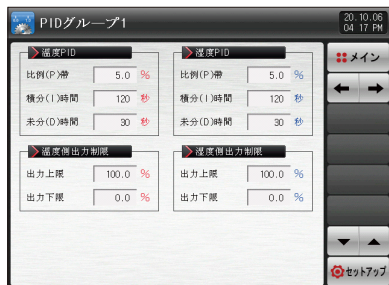 PIDグループ1
20.10.06
04 17 PM
温度PID
比例(P)帯 5.0 %
積分(I)時間 120 秒
未分(D)時間 30 秒
湿度PID
比例(P)帯 5.0 %
積分(I)時間 120 秒
未分(D)時間 30 秒
温度側出力制限
出力上限 100.0 %
出力下限 0.0 %
湿度側出力制限
出力上限 100.0 %
出力下限 0.0 %
メイン
セットアップ